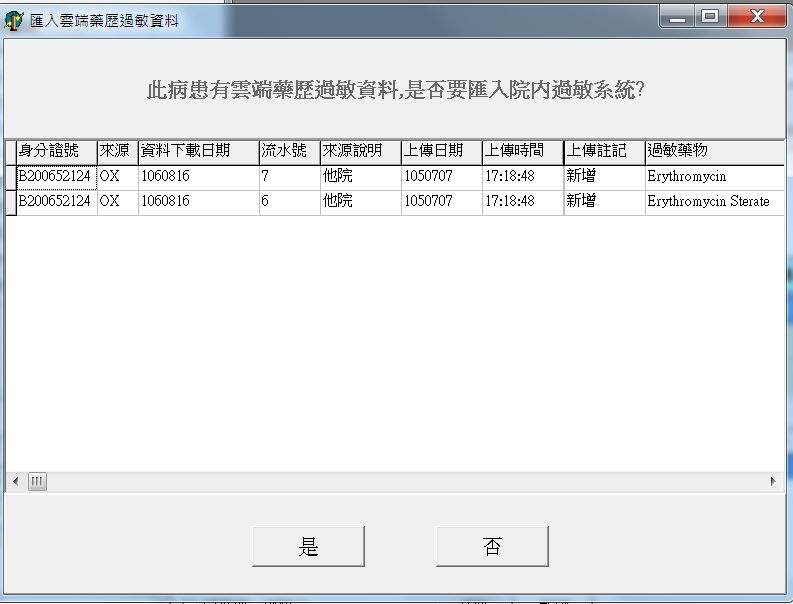 匯入雲端藥歷過敏資料
此病患有雲端藥歷過敏資料,是否要匯入院內過敏系統?
身分證號 來源 資料下載日期 流水號 來源說明 上傳日期 上傳時間 上傳註記 過敏藥物
B200652124 OX 1060816 7 他院 1050707 17:18:48 新增 Erythromycin
B200652124 OX 1060816 6 他院 1050707 17:18:48 新增 Erythromycin Sterate
是 否